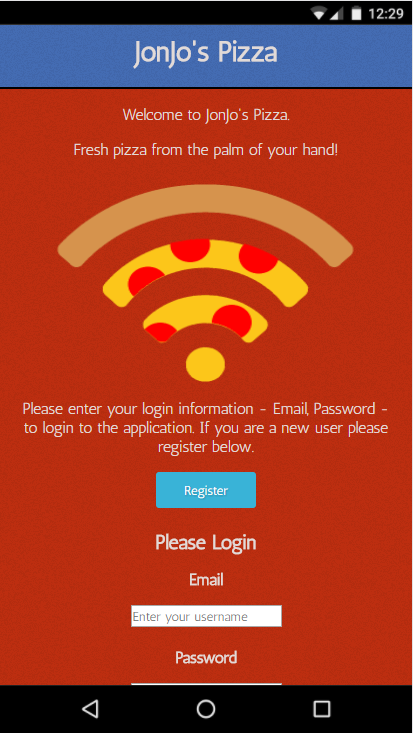 12:29
JonJo's Pizza
Welcome to JonJo's Pizza.
Fresh pizza from the palm of your hand!
Please enter your login information - Email, Password -
to login to the application. If you are a new user please
register below.
Register
Please Login
Email
Enter your username
Password